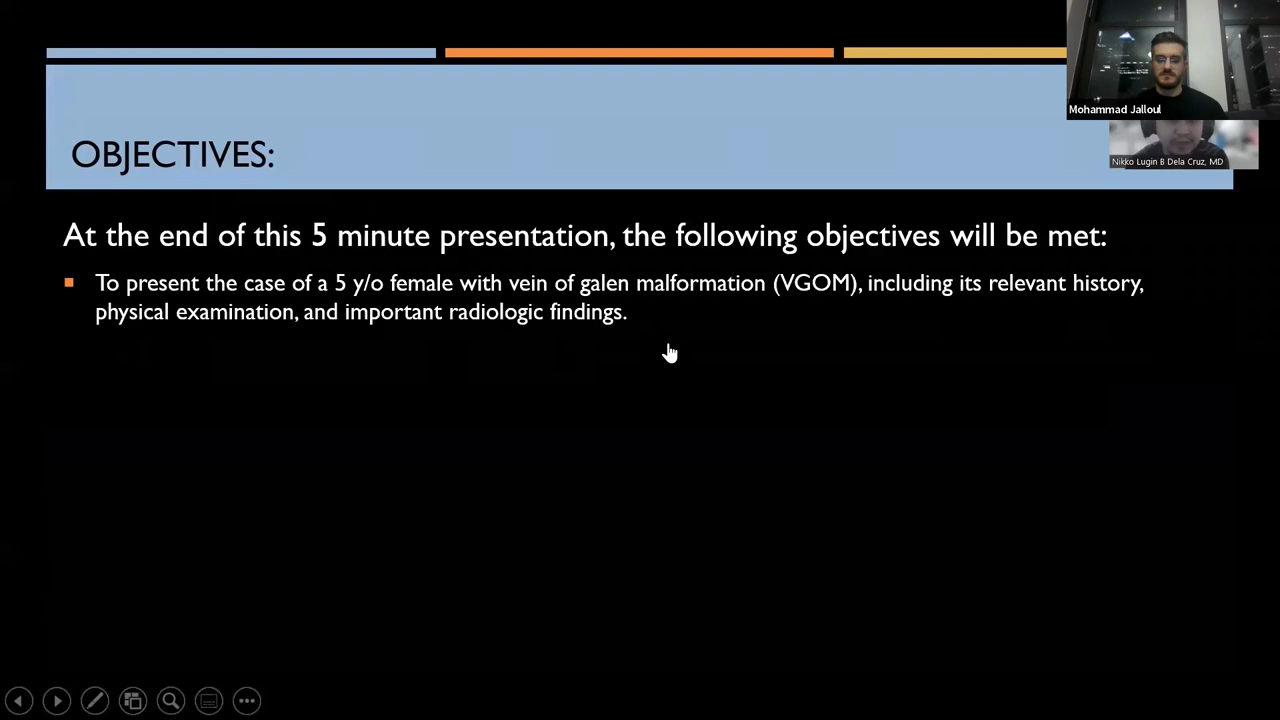 Mohammad Jalloul
Nikko Lugin B Dela Cruz, MD
OBJECTIVES:
At the end of this 5 minute presentation, the following objectives will be met:
To present the case of a 5 y/o female with vein of galen malformation (VGOM), including its relevant history,
physical examination, and important radiologic findings.